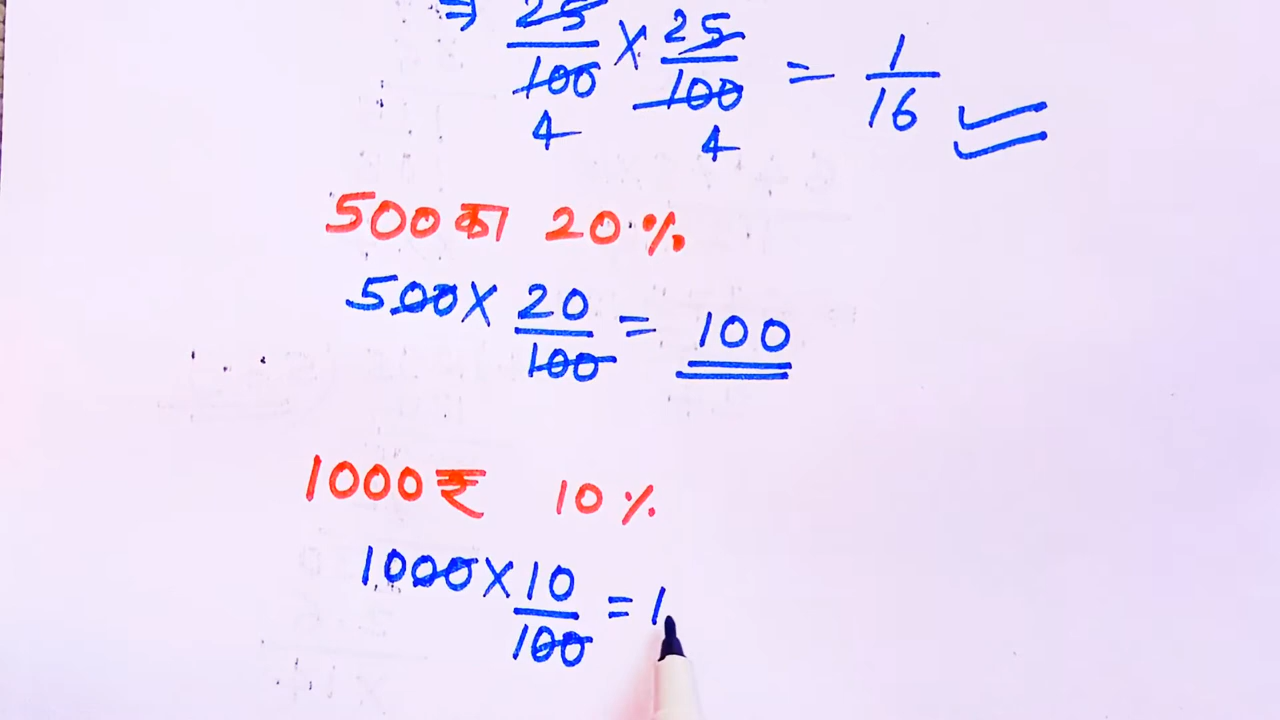 ⇒ 25/100 × 25/100 = 1/16
4 4
500 का 20%
500 × 20/100 = 100
1000₹ 10%
1000 × 10/100 = 1